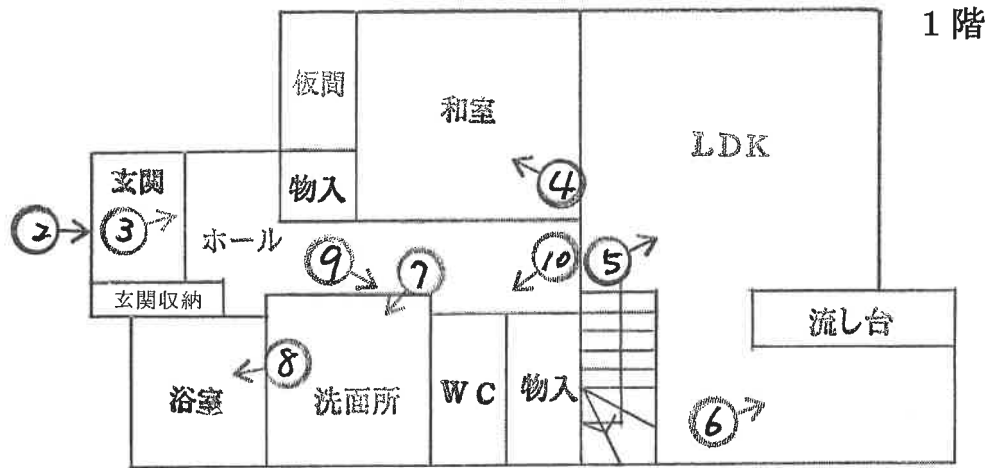 1階
板間
和室
LDK
玄関
物入
④
②
③
ホール
⑨
⑦
⑩
⑤
玄関収納
流し台
⑧
浴室
洗面所
WC
物入
⑥